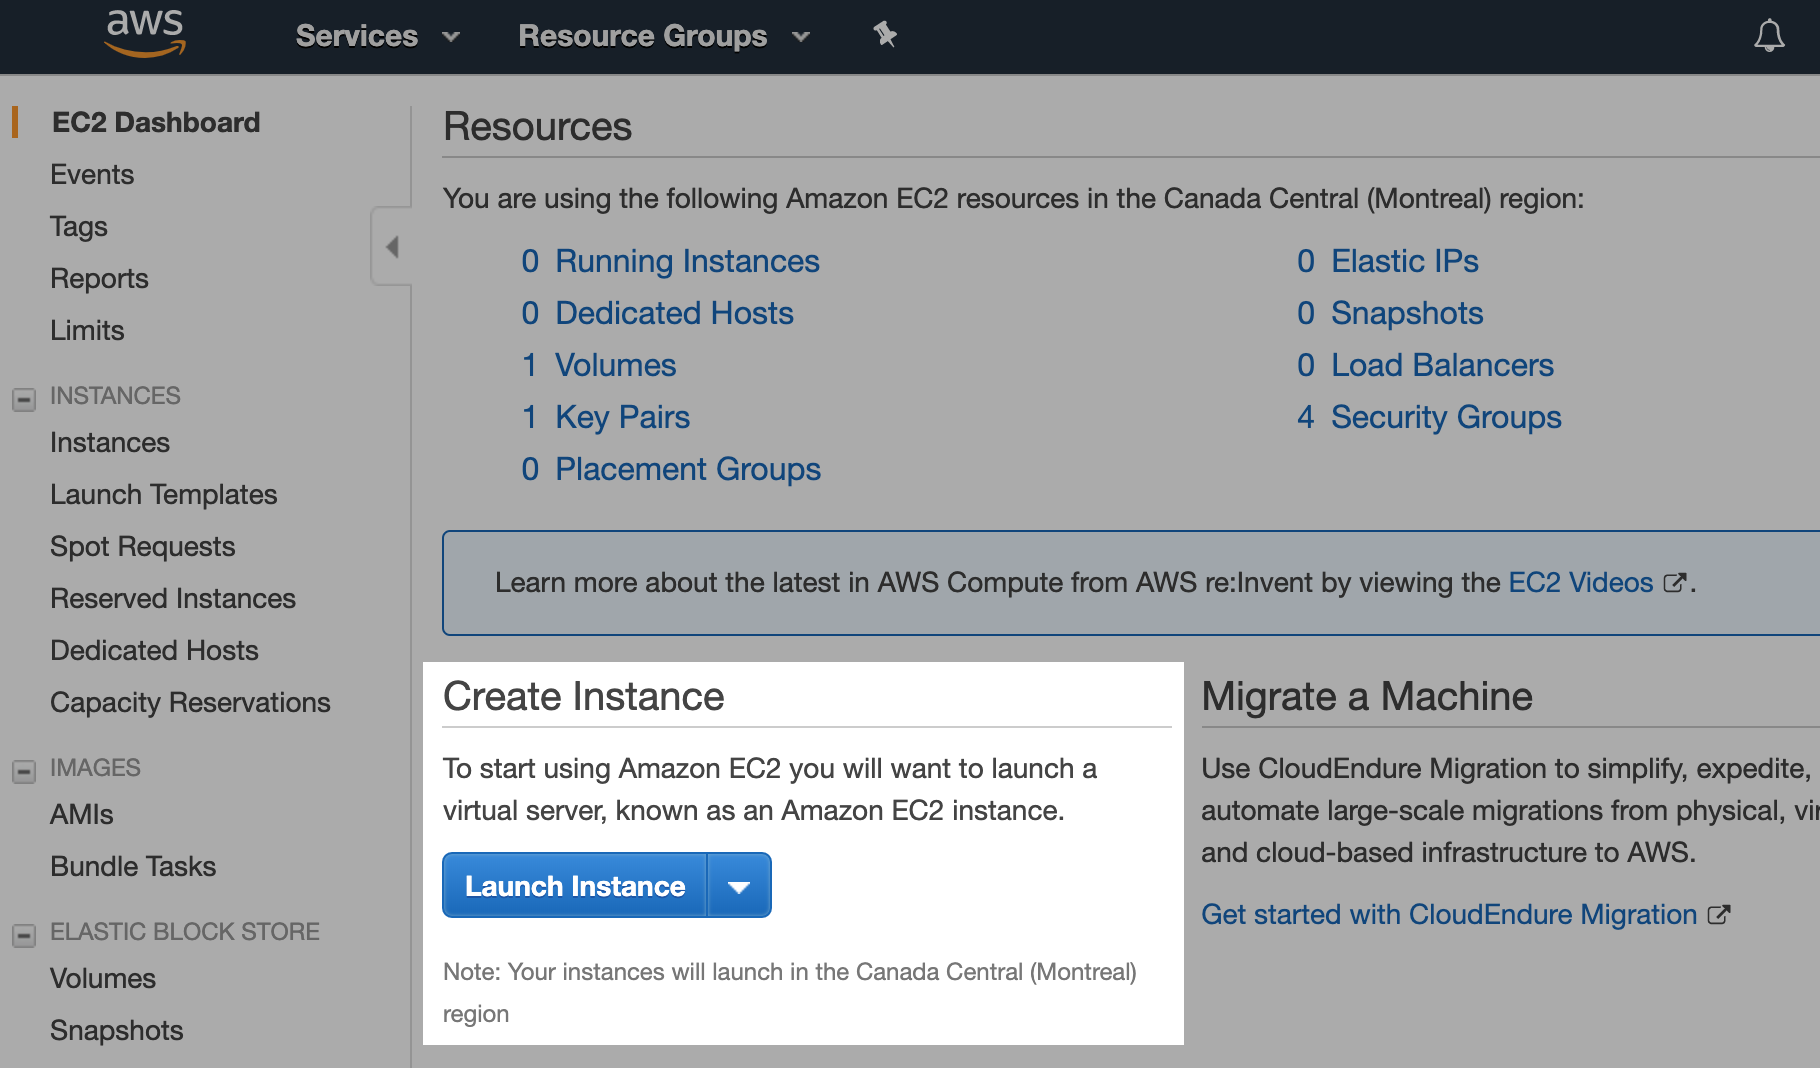 aws
Services
Resource Groups
EC2 Dashboard
Events
Tags
Reports
Limits
INSTANCES
Instances
Launch Templates
Spot Requests
Reserved Instances
Dedicated Hosts
Capacity Reservations
IMAGES
AMIs
Bundle Tasks
ELASTIC BLOCK STORE
Volumes
Snapshots
Resources
You are using the following Amazon EC2 resources in the Canada Central (Montreal) region:
0 Running Instances
0 Dedicated Hosts
1 Volumes
1 Key Pairs
0 Placement Groups
0 Elastic IPs
0 Snapshots
0 Load Balancers
4 Security Groups
Learn more about the latest in AWS Compute from AWS re:Invent by viewing the EC2 Videos .
Create Instance
To start using Amazon EC2 you will want to launch a
virtual server, known as an Amazon EC2 instance.
Launch Instance
Note: Your instances will launch in the Canada Central (Montreal)
region
Migrate a Machine
Use CloudEndure Migration to simplify, expedite,
automate large-scale migrations from physical,
and cloud-based infrastructure to AWS.
Get started with CloudEndure Migration